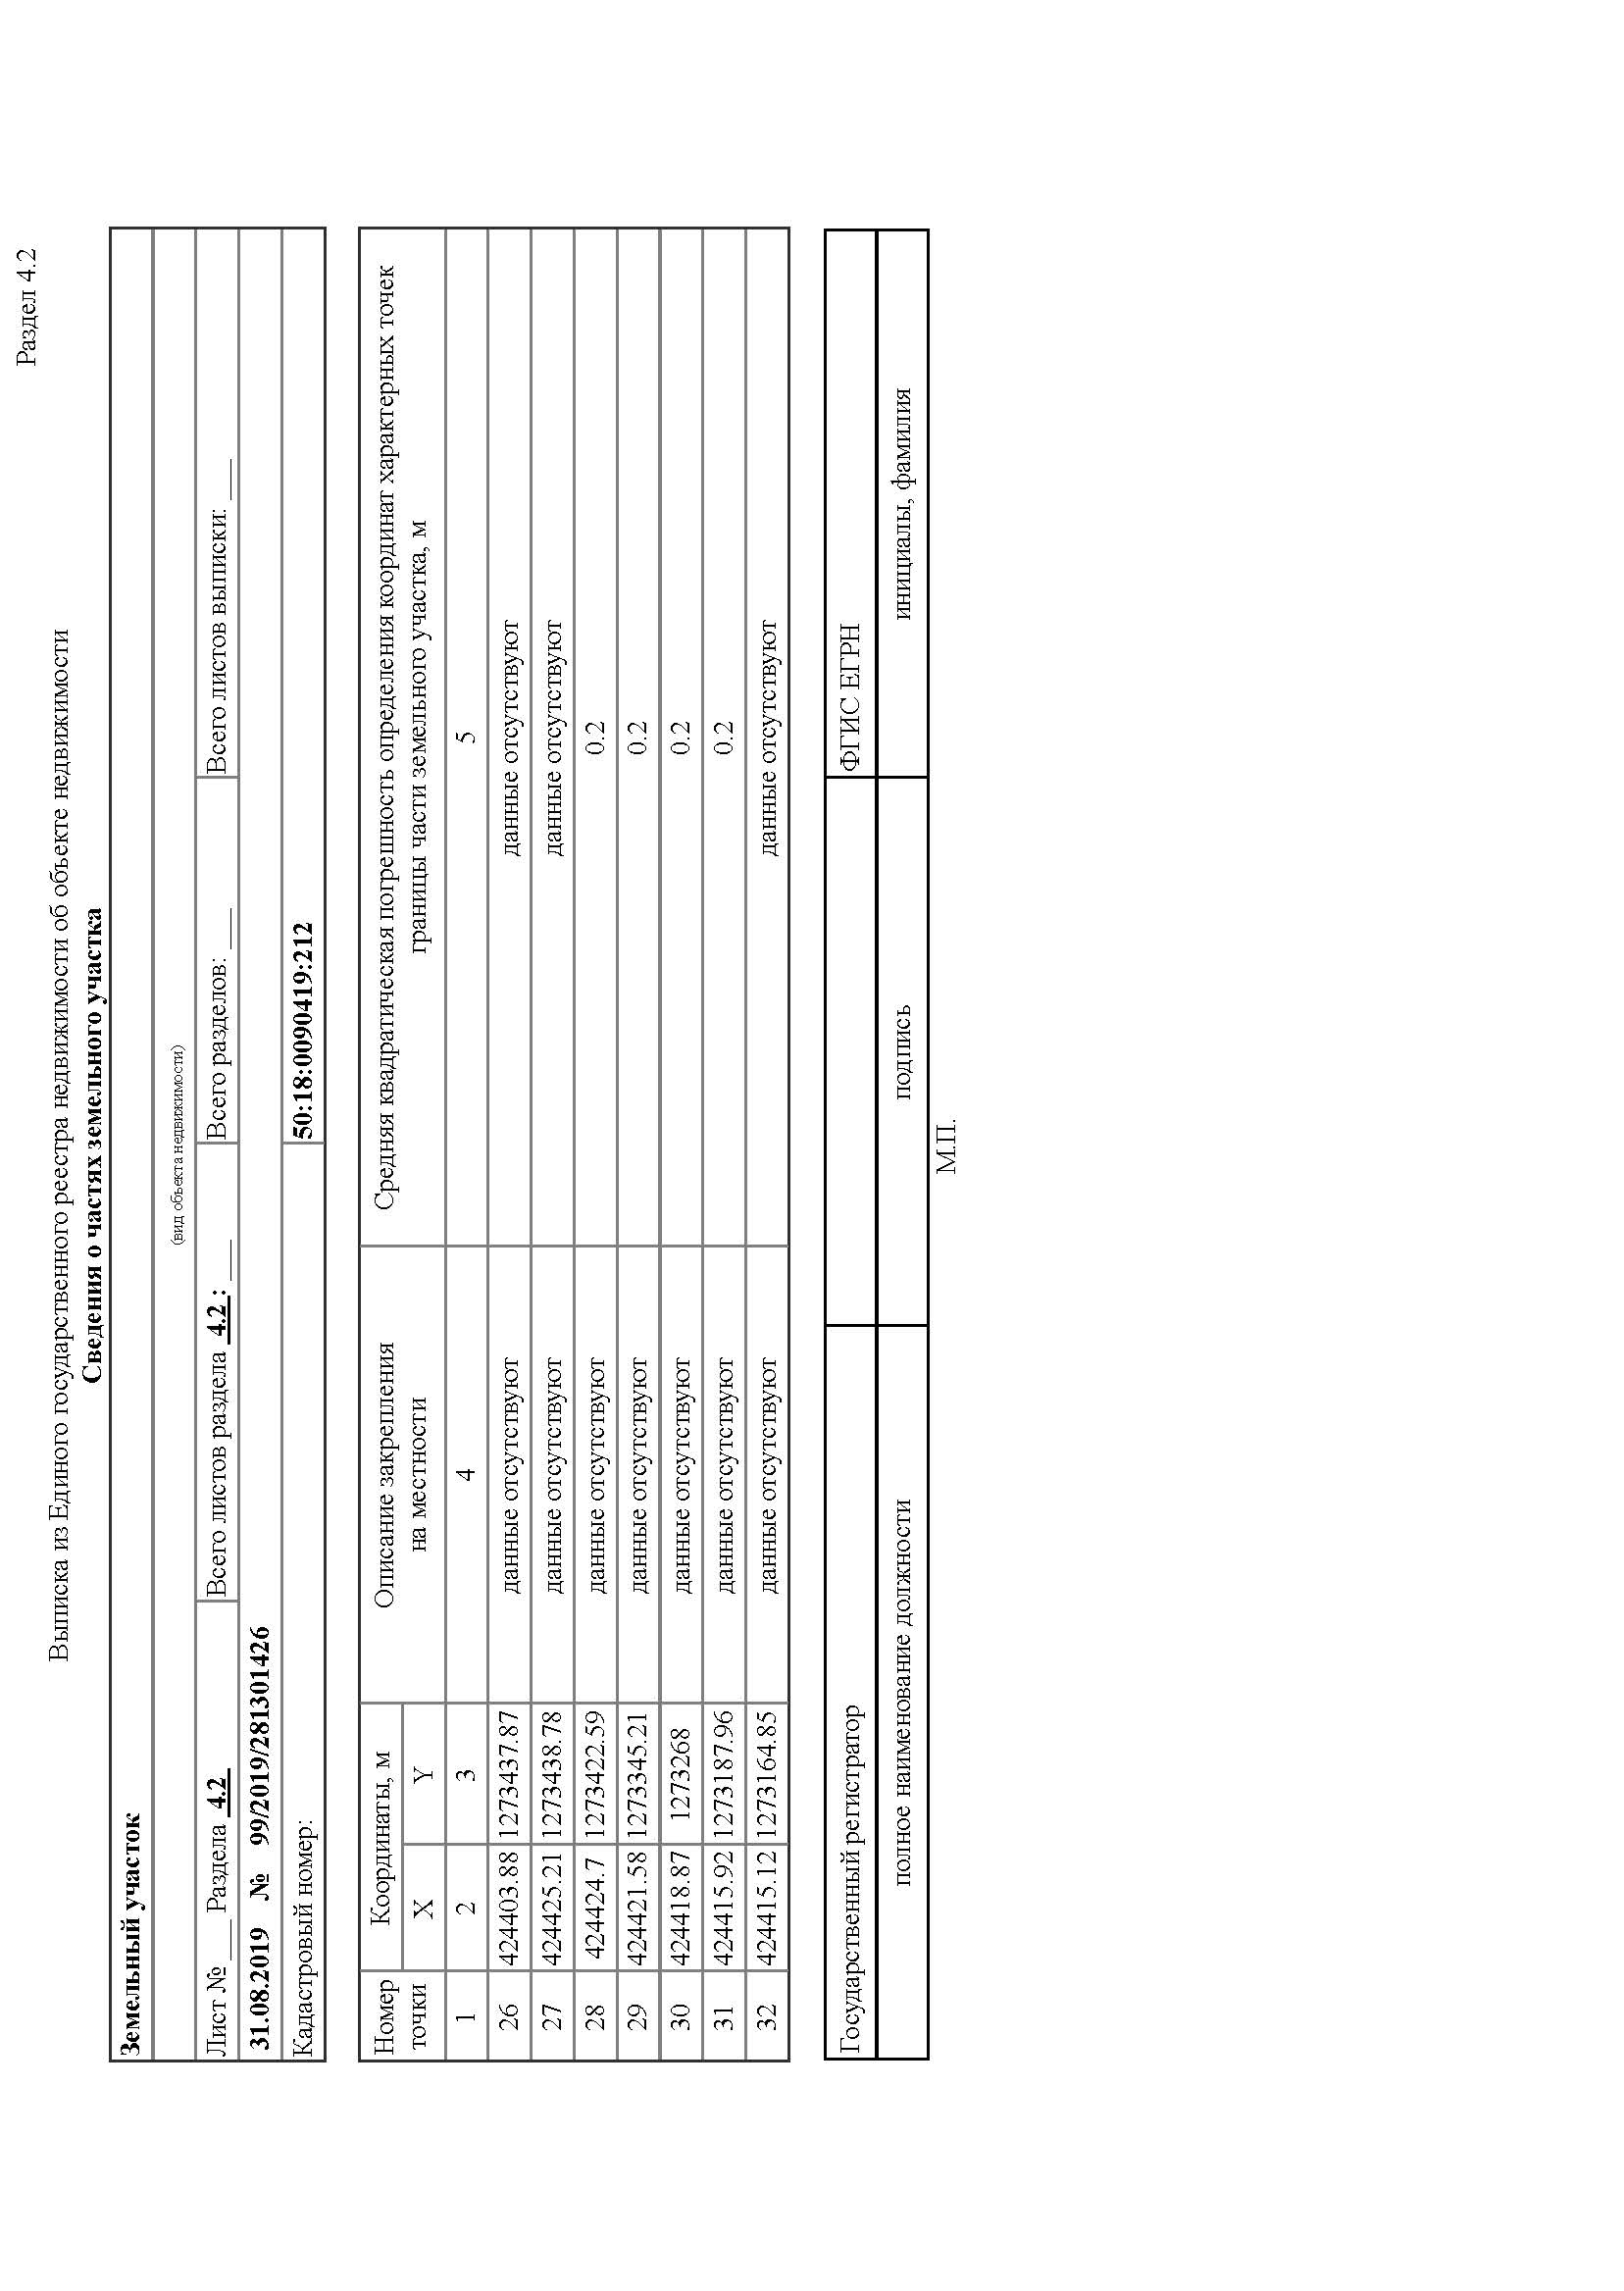 Раздел 4.2
Выписка из Единого государственного реестра недвижимости об объекте недвижимости
Сведения о частях земельного участка
Земельный участок
(вид объекта недвижимости)
Лист № ___ Раздела 4.2 Всего листов раздела 4.2 : ___ Всего разделов: ___ Всего листов выписки: ___
31.08.2019 № 99/2019/281301426
Кадастровый номер: 50:18:0090419:212
Номер точки Координаты, м Описание закрепления на местности Средняя квадратическая погрешность определения координат характерных точек границы части земельного участка, м
X Y
1 2 3 4 5
26 424403.88 1273437.87 данные отсутствуют данные отсутствуют
27 424425.21 1273438.78 данные отсутствуют данные отсутствуют
28 424424.7 1273422.59 данные отсутствуют 0.2
29 424421.58 1273345.21 данные отсутствуют 0.2
30 424418.87 1273268 данные отсутствуют 0.2
31 424415.92 1273187.96 данные отсутствуют 0.2
32 424415.12 1273164.85 данные отсутствуют данные отсутствуют
Государственный регистратор ФГИС ЕГРН
полное наименование должности подпись инициалы, фамилия
М.П.